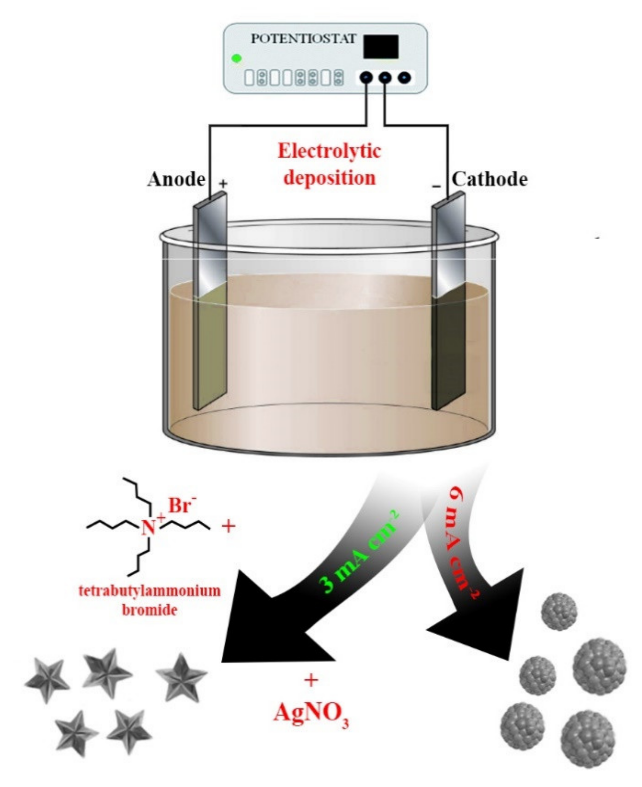 POTENTIOSTAT
Electrolytic
deposition
Anode +
− Cathode
N⁺ Br⁻ +
tetrabutylammonium
bromide
3 mA cm⁻²
6 mA cm⁻²
+
AgNO₃